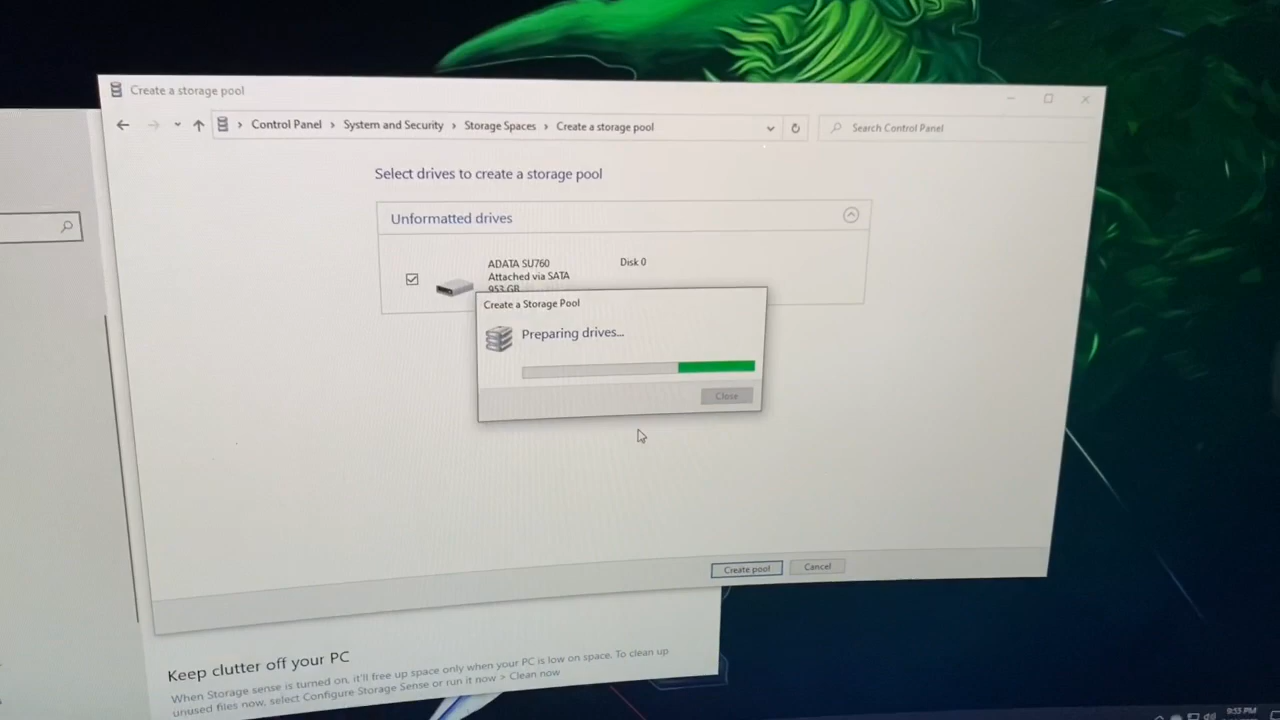 Create a storage pool
Control Panel › System and Security › Storage Spaces › Create a storage pool
Search Control Panel
Select drives to create a storage pool
Unformatted drives
ADATA SU760 Disk 0
Attached via SATA
953 GB
Create a Storage Pool
Preparing drives...
Close
Create pool Cancel
Keep clutter off your PC
When Storage sense is turned on, it'll free up space only when your PC is low on space. To clean up
unused files now, select Configure Storage Sense or run it now > Clean now
9:53 PM